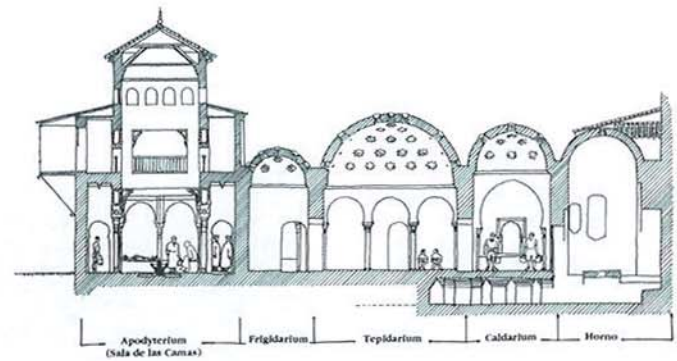 Apodyterium
(Sala de las Camas)
Frigidarium
Tepidarium
Caldarium
Horno